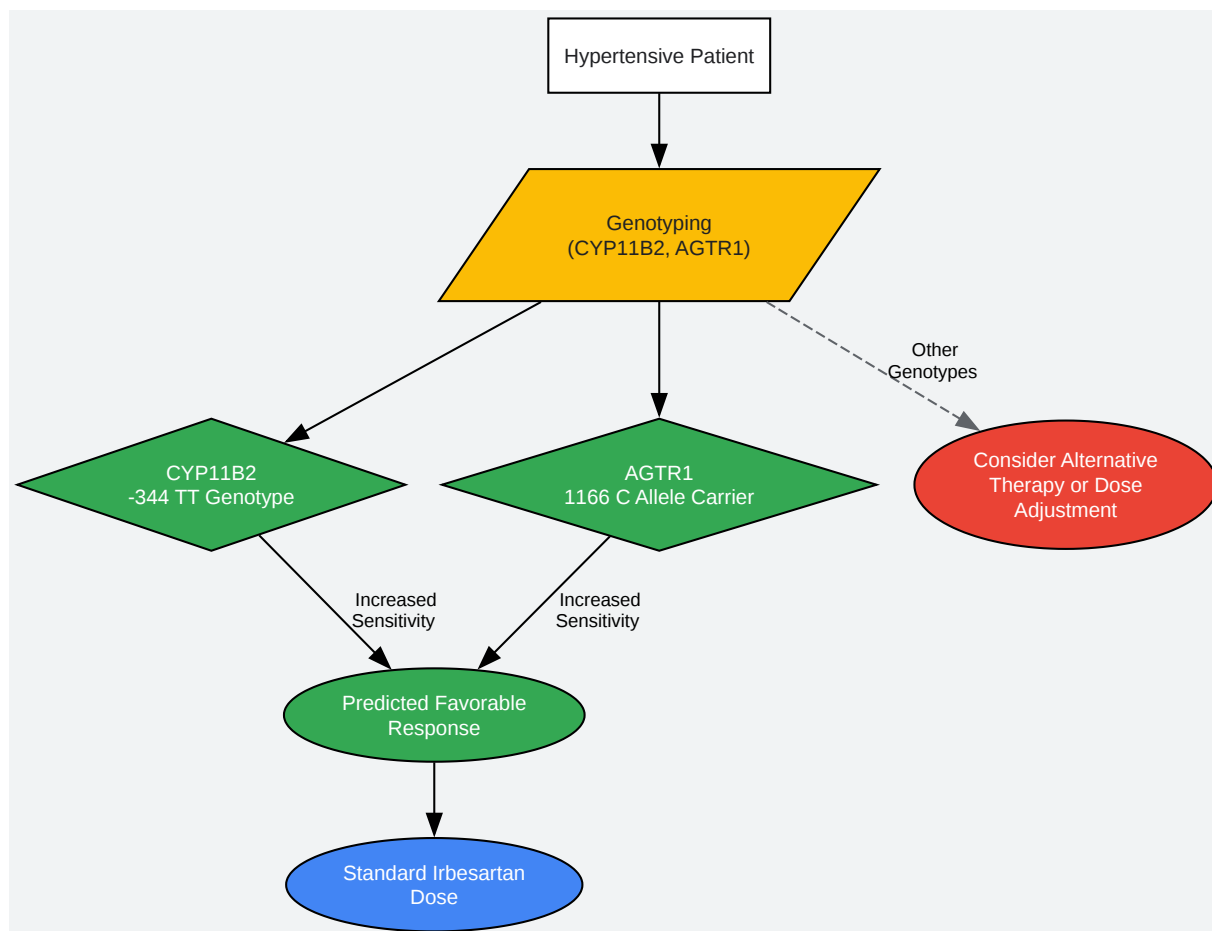 Hypertensive Patient
Genotyping
(CYP11B2, AGTR1)
Other
Genotypes
CYP11B2
-344 TT Genotype
AGTR1
1166 C Allele Carrier
Consider Alternative
Therapy or Dose
Adjustment
Increased
Sensitivity
Increased
Sensitivity
Predicted Favorable
Response
Standard Irbesartan
Dose